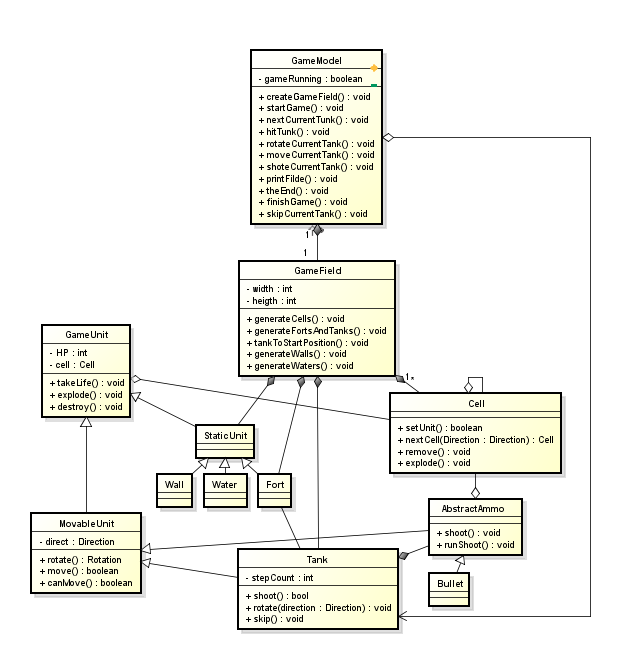 GameModel
- gameRunning : boolean
+ createGameField() : void
+ startGame() : void
+ nextCurrentTunk() : void
+ hitTunk() : void
+ rotateCurrentTank() : void
+ moveCurrentTank() : void
+ shoteCurrentTank() : void
+ printFilde() : void
+ theEnd() : void
+ finishGame() : void
+ skipCurrentTank() : void
1
1
GameField
- width : int
- heigth : int
+ generateCells() : void
+ generateFortsAndTanks() : void
+ tankToStartPosition() : void
+ generateWalls() : void
+ generateWaters() : void
GameUnit
- HP : int
- cell : Cell
+ takeLife() : void
+ explode() : void
+ destroy() : void
1..*
Cell
+ setUnit() : boolean
+ nextCell(Direction : Direction) : Cell
+ remove() : void
+ explode() : void
StaticUnit
Wall
Water
Fort
AbstractAmmo
+ shoot() : void
+ runShoot() : void
MovableUnit
- direct : Direction
+ rotate() : Rotation
+ move() : boolean
+ canMove() : boolean
Tank
- stepCount : int
+ shoot() : bool
+ rotate(direction : Direction) : void
+ skip() : void
Bullet